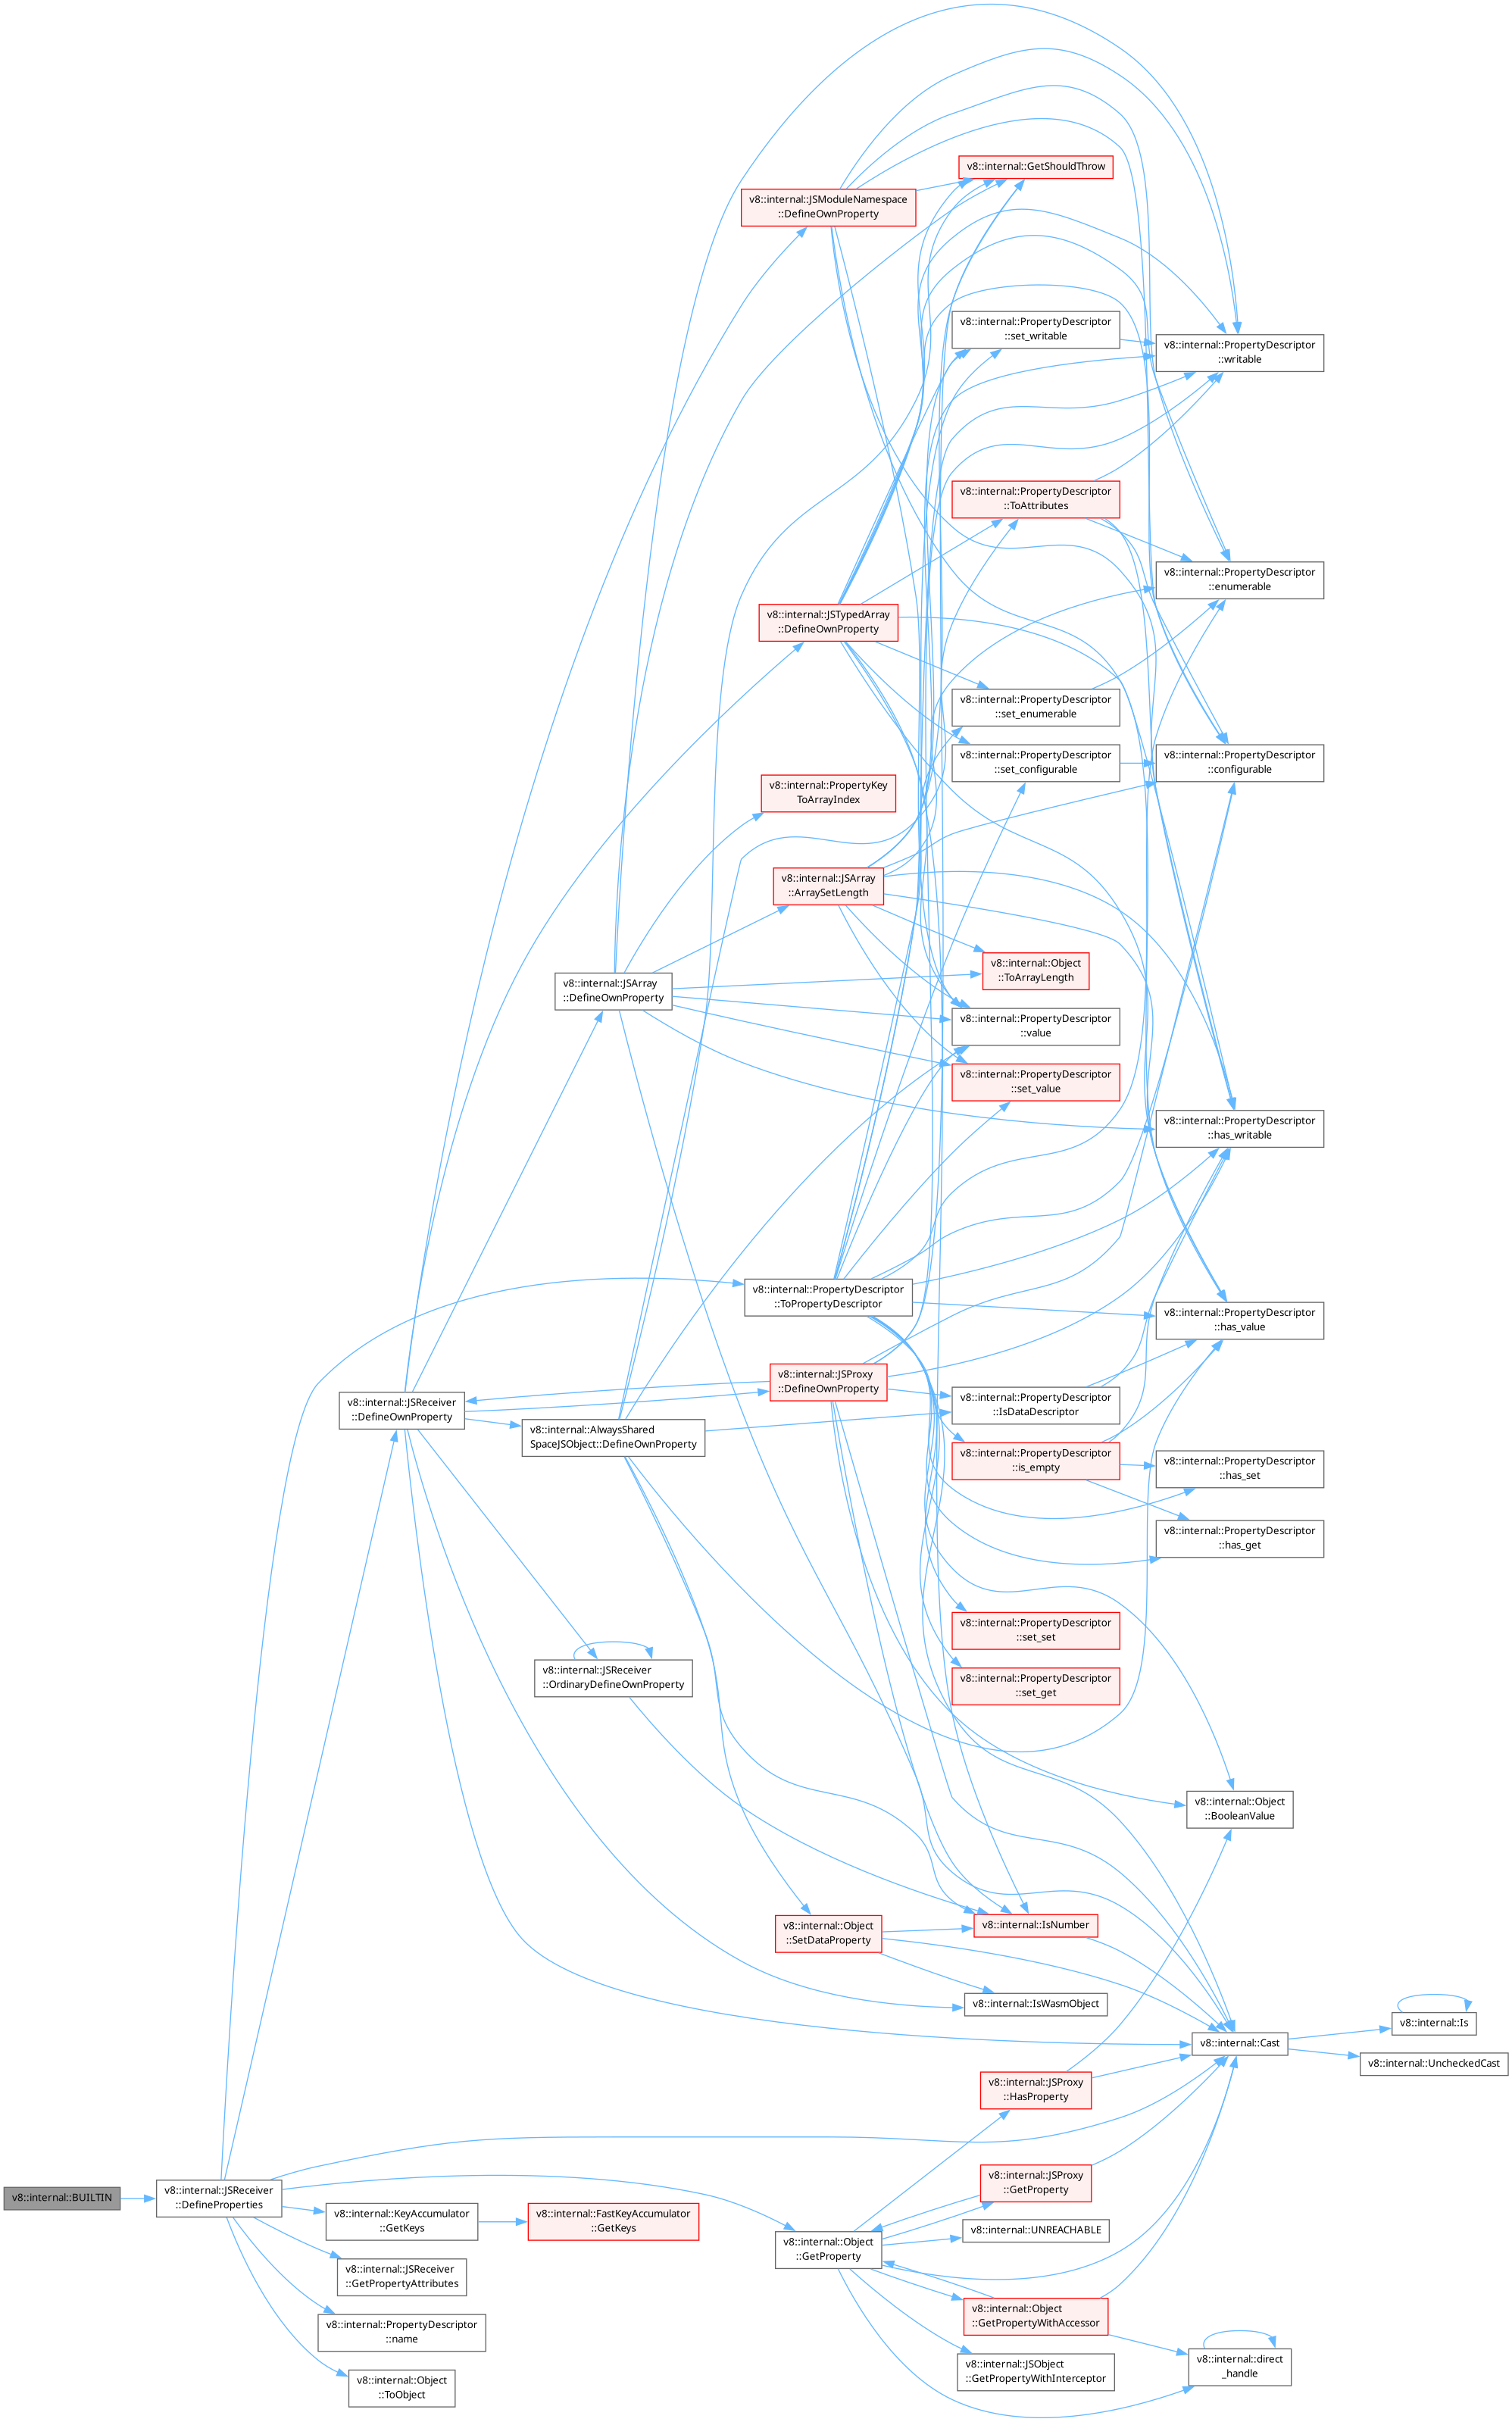 v8::internal::GetShouldThrow
v8::internal::JSModuleNamespace
::DefineOwnProperty
v8::internal::PropertyDescriptor
::set_writable
v8::internal::PropertyDescriptor
::writable
v8::internal::PropertyDescriptor
::ToAttributes
v8::internal::PropertyDescriptor
::enumerable
v8::internal::JSTypedArray
::DefineOwnProperty
v8::internal::PropertyDescriptor
::set_enumerable
v8::internal::PropertyDescriptor
::set_configurable
v8::internal::PropertyDescriptor
::configurable
v8::internal::PropertyKey
ToArrayIndex
v8::internal::JSArray
::ArraySetLength
v8::internal::Object
::ToArrayLength
v8::internal::JSArray
::DefineOwnProperty
v8::internal::PropertyDescriptor
::value
v8::internal::PropertyDescriptor
::set_value
v8::internal::PropertyDescriptor
::has_writable
v8::internal::PropertyDescriptor
::ToPropertyDescriptor
v8::internal::PropertyDescriptor
::has_value
v8::internal::JSProxy
::DefineOwnProperty
v8::internal::JSReceiver
::DefineOwnProperty
v8::internal::PropertyDescriptor
::IsDataDescriptor
v8::internal::AlwaysShared
SpaceJSObject::DefineOwnProperty
v8::internal::PropertyDescriptor
::is_empty
v8::internal::PropertyDescriptor
::has_set
v8::internal::PropertyDescriptor
::has_get
v8::internal::PropertyDescriptor
::set_set
v8::internal::JSReceiver
::OrdinaryDefineOwnProperty
v8::internal::PropertyDescriptor
::set_get
v8::internal::Object
::BooleanValue
v8::internal::Object
::SetDataProperty
v8::internal::IsNumber
v8::internal::IsWasmObject
v8::internal::Is
v8::internal::Cast
v8::internal::UncheckedCast
v8::internal::JSProxy
::HasProperty
v8::internal::BUILTIN
v8::internal::JSReceiver
::DefineProperties
v8::internal::JSProxy
::GetProperty
v8::internal::KeyAccumulator
::GetKeys
v8::internal::FastKeyAccumulator
::GetKeys
v8::internal::UNREACHABLE
v8::internal::Object
::GetProperty
v8::internal::JSReceiver
::GetPropertyAttributes
v8::internal::Object
::GetPropertyWithAccessor
v8::internal::PropertyDescriptor
::name
v8::internal::JSObject
::GetPropertyWithInterceptor
v8::internal::direct
_handle
v8::internal::Object
::ToObject